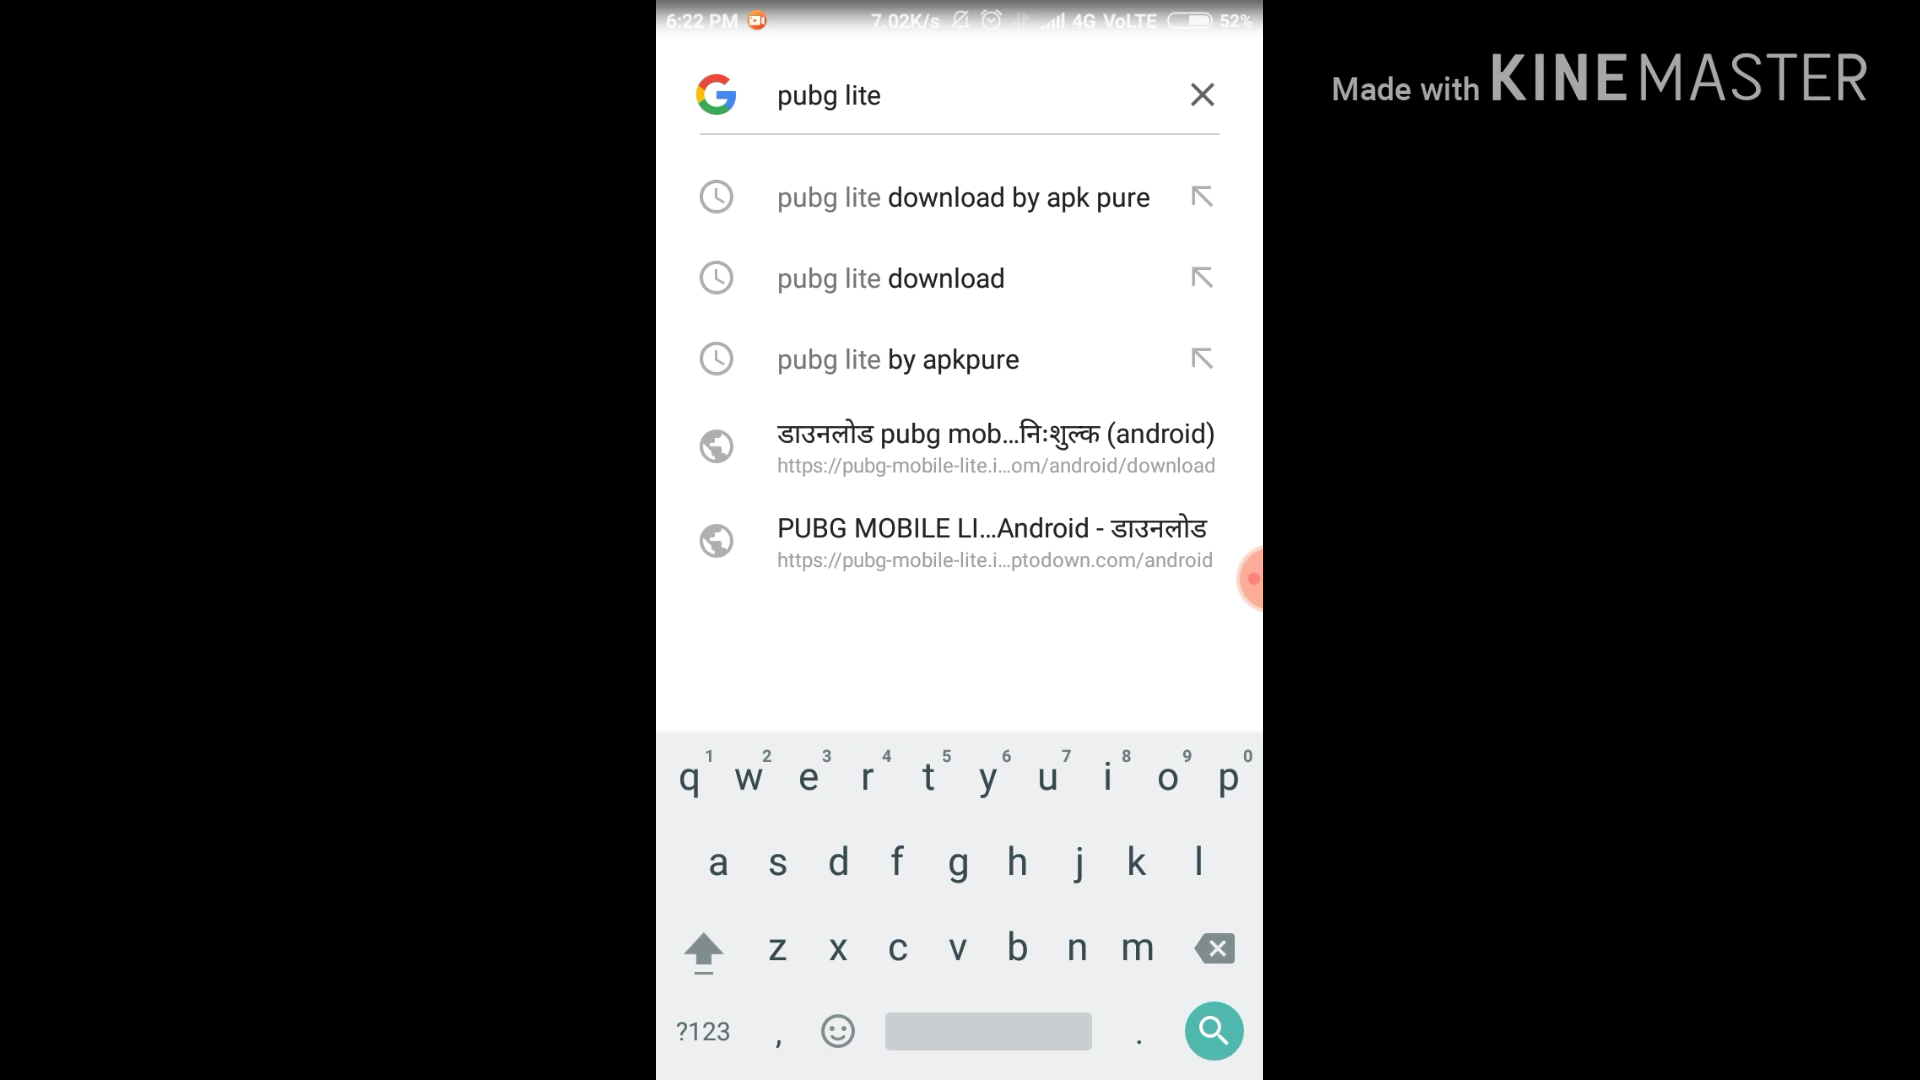 6:22 PM 7.02K/s 4G VoLTE 52%
Made with KINEMASTER
pubg lite
pubg lite download by apk pure
pubg lite download
pubg lite by apkpure
डाउनलोड pubg mob...निःशुल्क (android)
https://pubg-mobile-lite.i...om/android/download
PUBG MOBILE LI...Android - डाउनलोड
https://pubg-mobile-lite.i...ptodown.com/android
1 2 3 4 5 6 7 8 9 0
q w e r t y u i o p
a s d f g h j k l
z x c v b n m
?123 , .